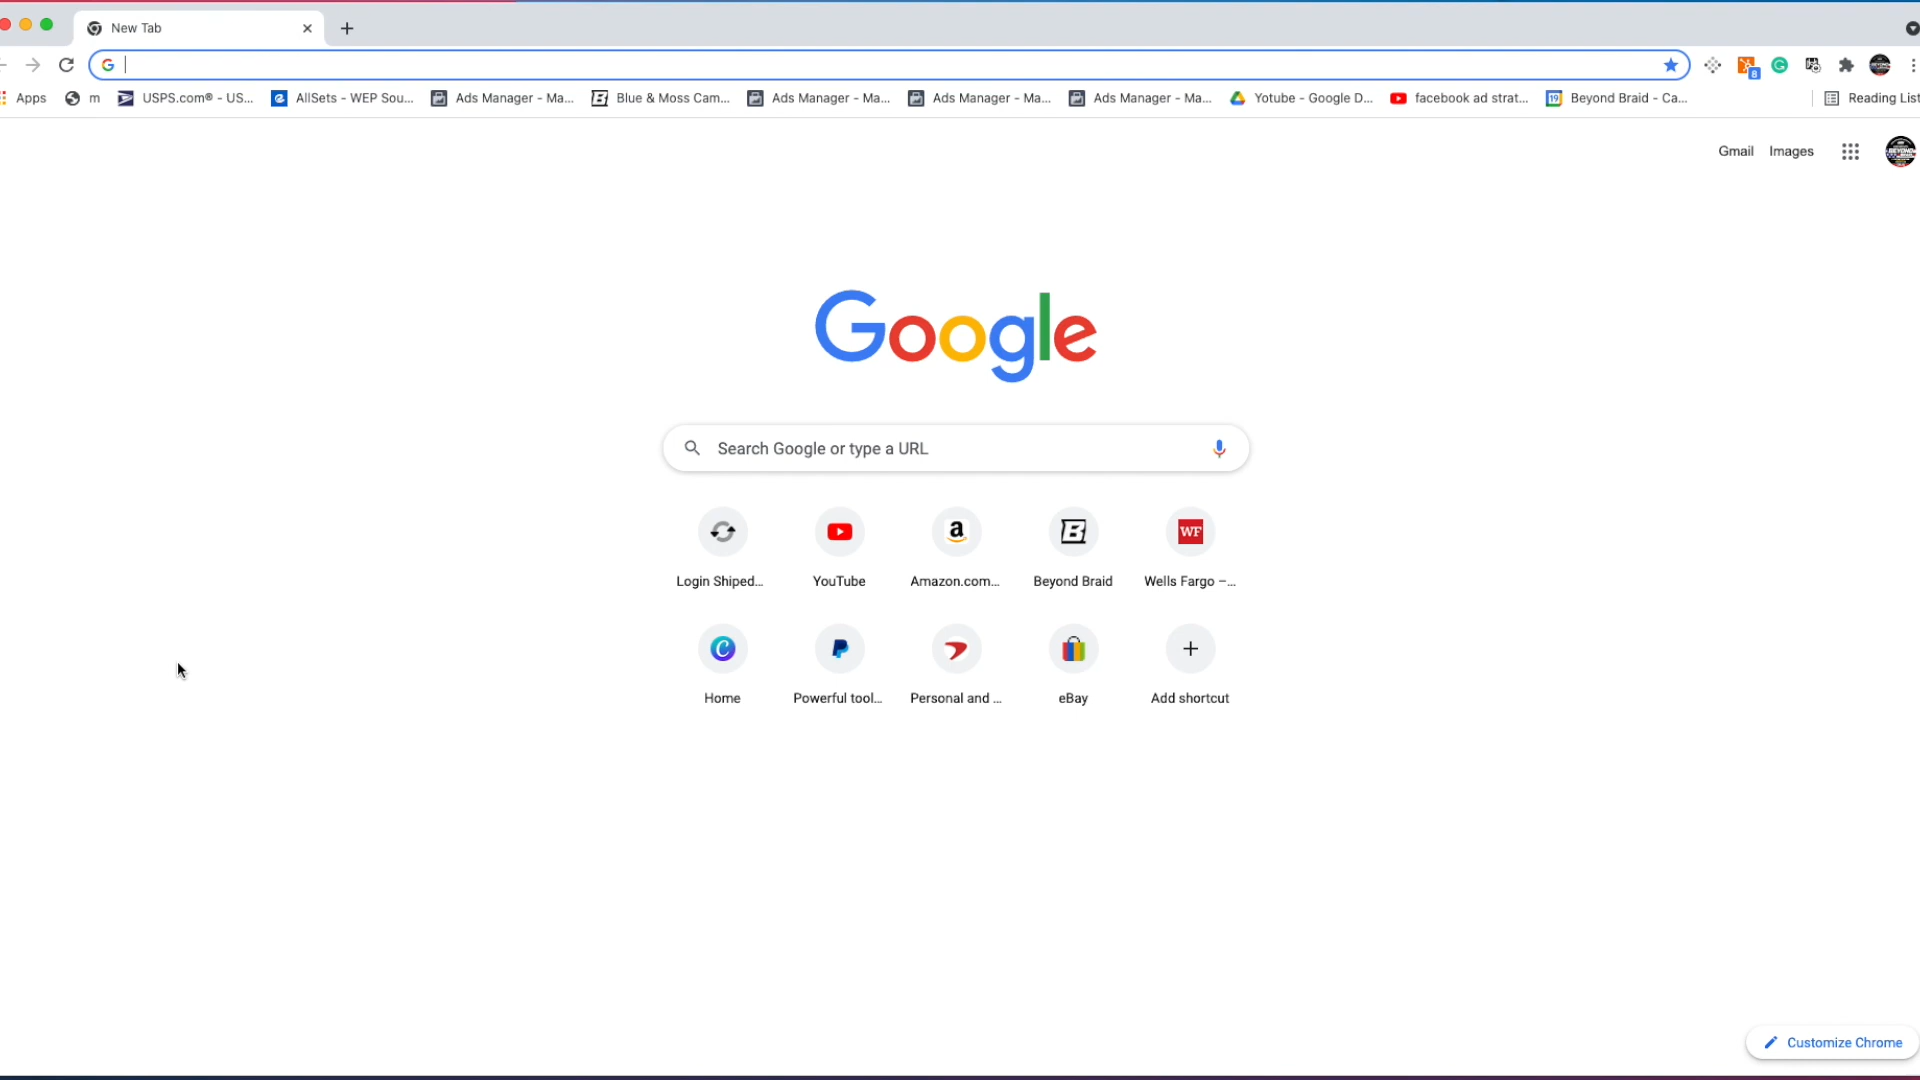 New Tab
Apps m USPS.com® - US... AllSets - WEP Sou... Ads Manager - Ma... Blue & Moss Cam... Ads Manager - Ma... Ads Manager - Ma... Ads Manager - Ma... Yotube - Google D... facebook ad strat... 19 Beyond Braid - Ca... Reading List
8
Gmail Images
Google
Search Google or type a URL
a B WF
Login Shiped... YouTube Amazon.com... Beyond Braid Wells Fargo –...
Home Powerful tool... Personal and ... eBay Add shortcut
Customize Chrome